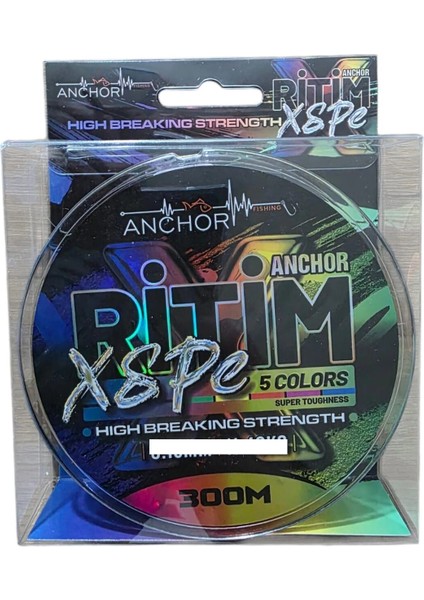 ANCHOR FISHING
ANCHOR
RiTiM
X8Pe
HIGH BREAKING STRENGTH
ANCHOR
FISHING
ANCHOR
RiTiM
X8Pe
5 COLORS
SUPER TOUGHNESS
HIGH BREAKING STRENGTH
300M